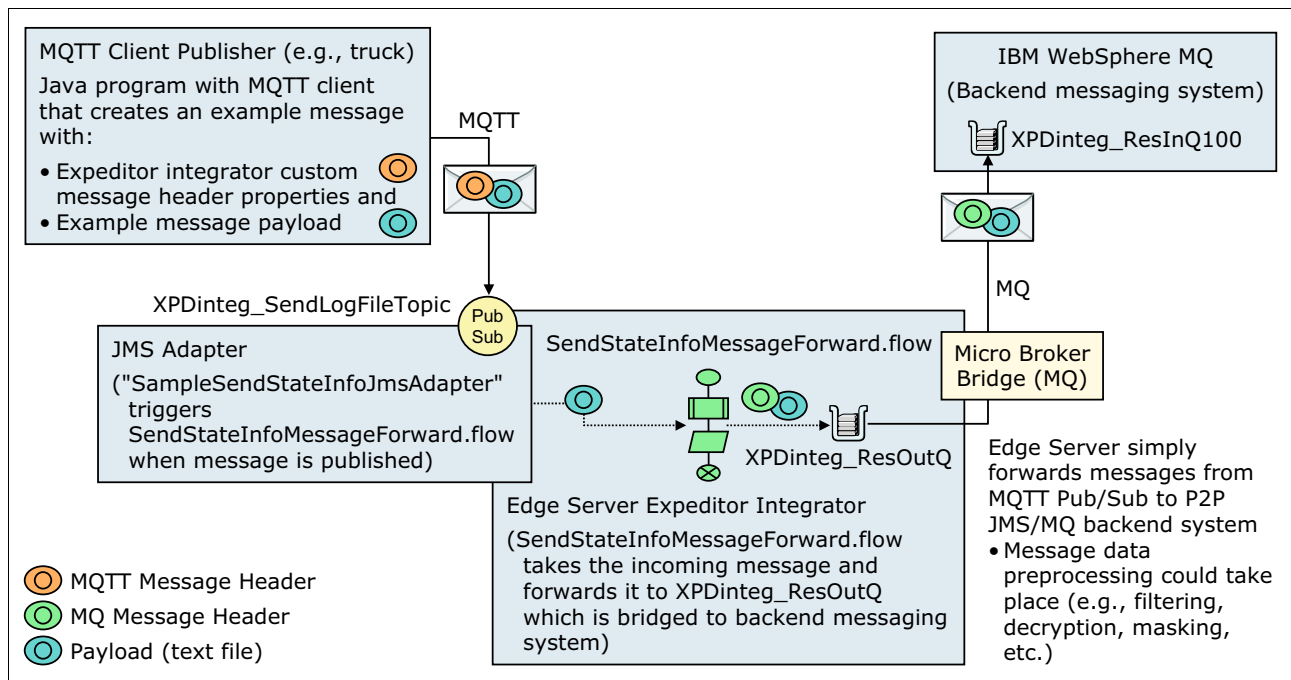 MQTT Client Publisher (e.g., truck)
Java program with MQTT client
that creates an example message
with:
• Expeditor integrator custom
message header properties and
• Example message payload
MQTT
IBM WebSphere MQ
(Backend messaging system)
XPDinteg_ResInQ100
MQ
XPDinteg_SendLogFileTopic
Pub
Sub
JMS Adapter
("SampleSendStateInfoJmsAdapter"
triggers
SendStateInfoMessageForward.flow
when message is published)
SendStateInfoMessageForward.flow
XPDinteg_ResOutQ
Micro Broker
Bridge (MQ)
Edge Server Expeditor Integrator
(SendStateInfoMessageForward.flow
takes the incoming message and
forwards it to XPDinteg_ResOutQ
which is bridged to backend messaging
system)
Edge Server simply
forwards messages from
MQTT Pub/Sub to P2P
JMS/MQ backend system
• Message data
preprocessing could take
place (e.g., filtering,
decryption, masking,
etc.)
MQTT Message Header
MQ Message Header
Payload (text file)